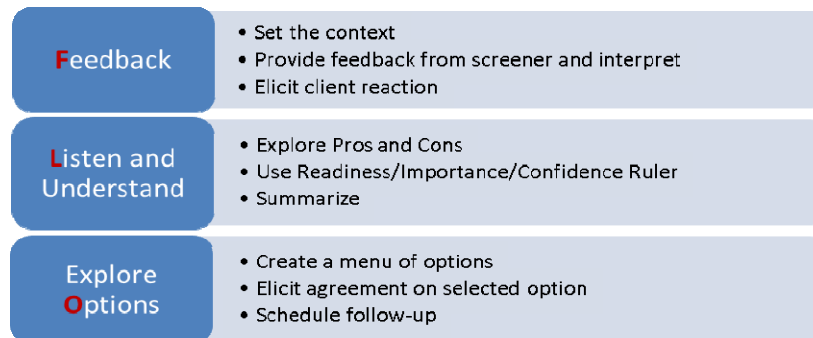 Feedback
• Set the context
• Provide feedback from screener and interpret
• Elicit client reaction
Listen and
Understand
• Explore Pros and Cons
• Use Readiness/Importance/Confidence Ruler
• Summarize
Explore
Options
• Create a menu of options
• Elicit agreement on selected option
• Schedule follow-up